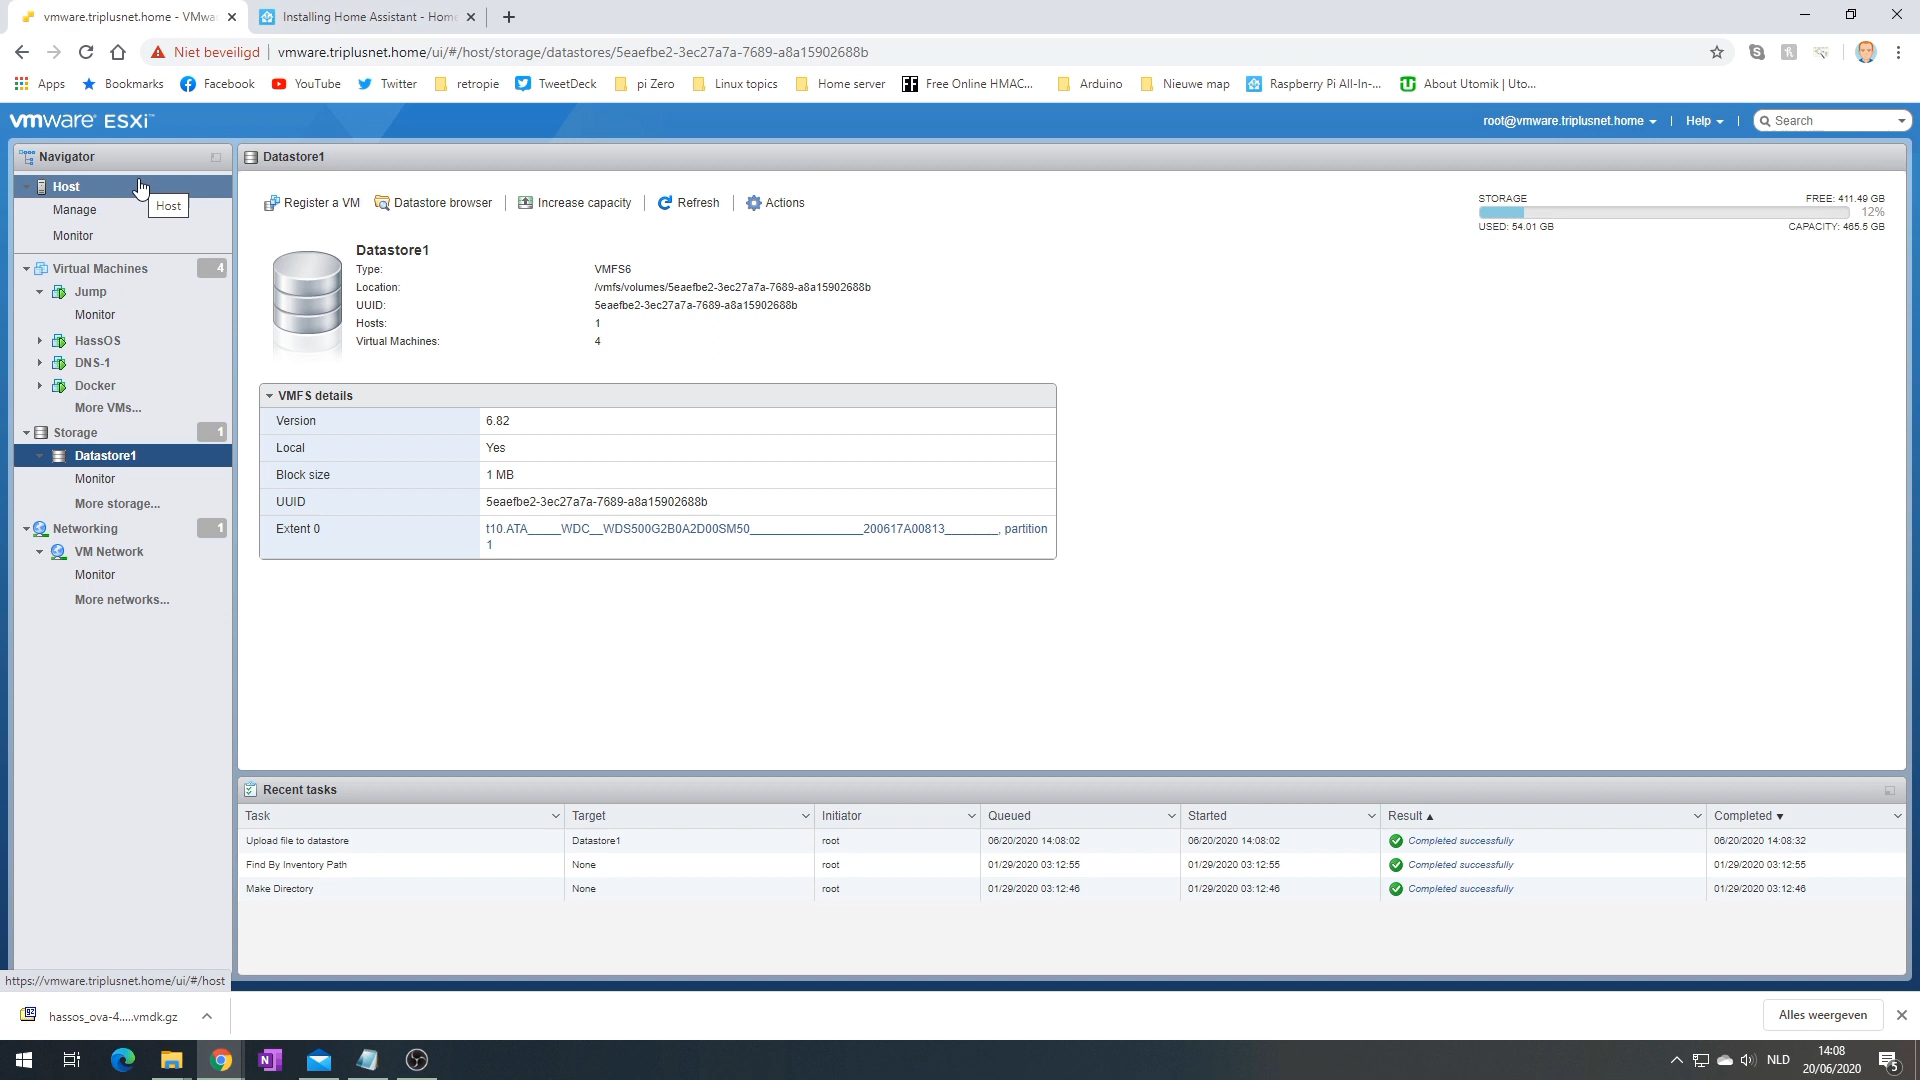 vmware.triplusnet.home - VMwa
Installing Home Assistant - Home
Niet beveiligd
vmware.triplusnet.home/ui/#/host/storage/datastores/5eaefbe2-3ec27a7a-7689-a8a15902688b
Apps
Bookmarks
Facebook
YouTube
Twitter
retropie
TweetDeck
pi Zero
Linux topics
Home server
Free Online HMAC...
Arduino
Nieuwe map
Raspberry Pi All-In-...
About Utomik | Uto...
vmware ESXi™
root@vmware.triplusnet.home
Help
Search
Navigator
Host
Host
Manage
Monitor
Virtual Machines
4
Jump
Monitor
HassOS
DNS-1
Docker
More VMs...
Storage
1
Datastore1
Monitor
More storage...
Networking
1
VM Network
Monitor
More networks...
Datastore1
Register a VM
Datastore browser
Increase capacity
Refresh
Actions
STORAGE
FREE: 411.49 GB
12%
USED: 54.01 GB
CAPACITY: 465.5 GB
Datastore1
Type: VMFS6
Location: /vmfs/volumes/5eaefbe2-3ec27a7a-7689-a8a15902688b
UUID: 5eaefbe2-3ec27a7a-7689-a8a15902688b
Hosts: 1
Virtual Machines: 4
VMFS details
Version 6.82
Local Yes
Block size 1 MB
UUID 5eaefbe2-3ec27a7a-7689-a8a15902688b
Extent 0 t10.ATA_____WDC__WDS500G2B0A2D00SM50__________________200617A00813________, partition
1
Recent tasks
Task Target Initiator Queued Started Result Completed
Upload file to datastore Datastore1 root 06/20/2020 14:08:02 06/20/2020 14:08:02 Completed successfully 06/20/2020 14:08:32
Find By Inventory Path None root 01/29/2020 03:12:55 01/29/2020 03:12:55 Completed successfully 01/29/2020 03:12:55
Make Directory None root 01/29/2020 03:12:46 01/29/2020 03:12:46 Completed successfully 01/29/2020 03:12:46
https://vmware.triplusnet.home/ui/#/host
hassos_ova-4.....vmdk.gz
Alles weergeven
NLD
14:08
20/06/2020
5